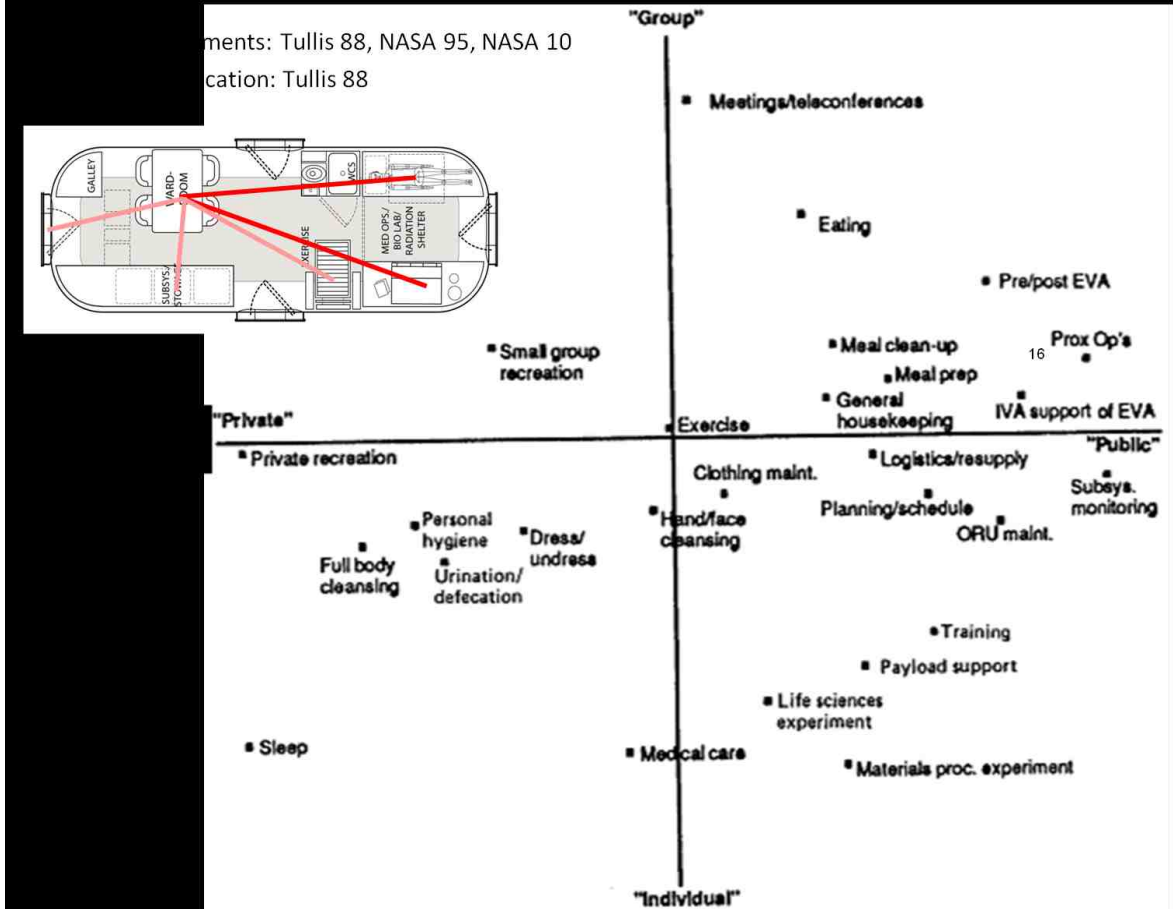 "Group"
ments: Tullis 88, NASA 95, NASA 10
cation: Tullis 88
Meetings/teleconferences
GALLEY
WARD-
ROOM
WCS
MED OPS./
BIO LAB/
RADIATION
SHELTER
EXERCISE
SUBSYS./
Eating
Pre/post EVA
Small group
recreation
Meal clean-up
16
Prox Op's
Meal prep
General
housekeeping
IVA support of EVA
"Private"
Exercise
"Public"
Private recreation
Logistics/resupply
Clothing maint.
Subsys.
monitoring
Planning/schedule
ORU maint.
Personal
hygiene
Dress/
undress
Hand/face
cleansing
Full body
cleansing
Urination/
defecation
Training
Payload support
Life sciences
experiment
Sleep
Medical care
Materials proc. experiment
"Individual"